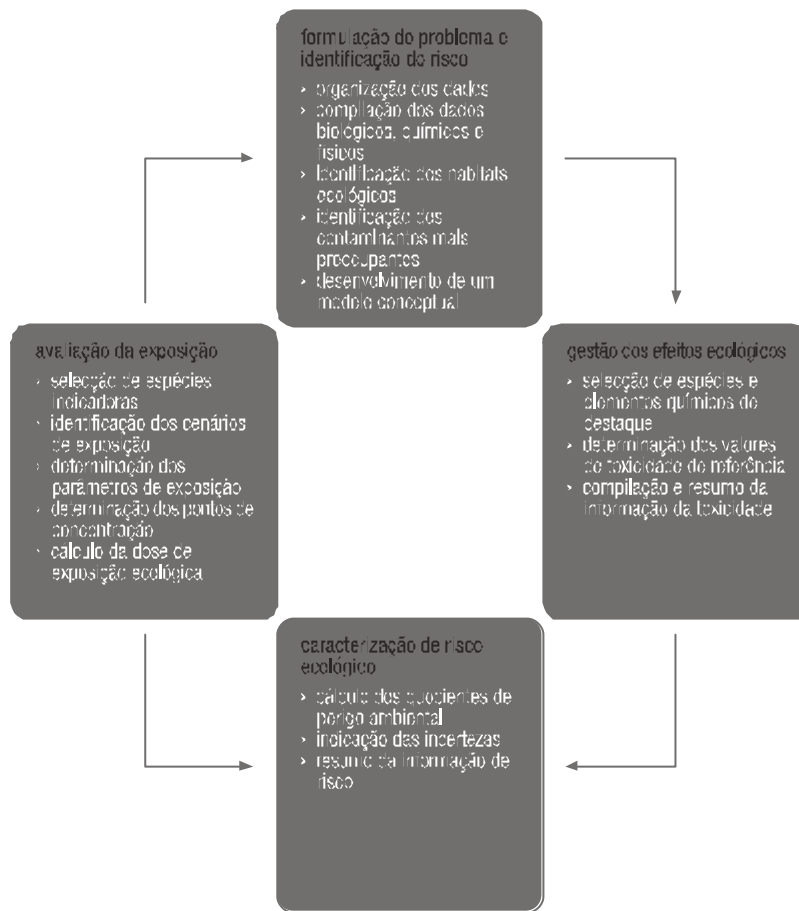 formulação do problema e
identificação do risco
› organização dos dados
› compilação dos dados
biológicos, químicos e
físicos
› identificação dos habitats
ecológicos
› identificação dos
contaminantes mais
preocupantes
› desenvolvimento de um
modelo conceptual
avaliação da exposição
› selecção de espécies
indicadoras
› identificação dos cenários
de exposição
› determinação dos
parâmetros de exposição
› determinação dos pontos de
concentração
› cálculo da dose de
exposição ecológica
gestão dos efeitos ecológicos
› selecção de espécies e
elementos químicos de
destaque
› determinação dos valores
de toxicidade de referência
› compilação e resumo da
informação da toxicidade
caracterização de risco
ecológico
› cálculo dos quocientes de
perigo ambiental
› indicação das incertezas
› resumo da informação de
risco